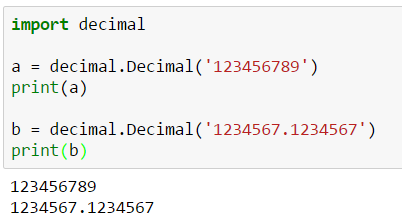 import decimal
a = decimal.Decimal('123456789')
print(a)
b = decimal.Decimal('1234567.1234567')
print(b)
123456789
1234567.1234567